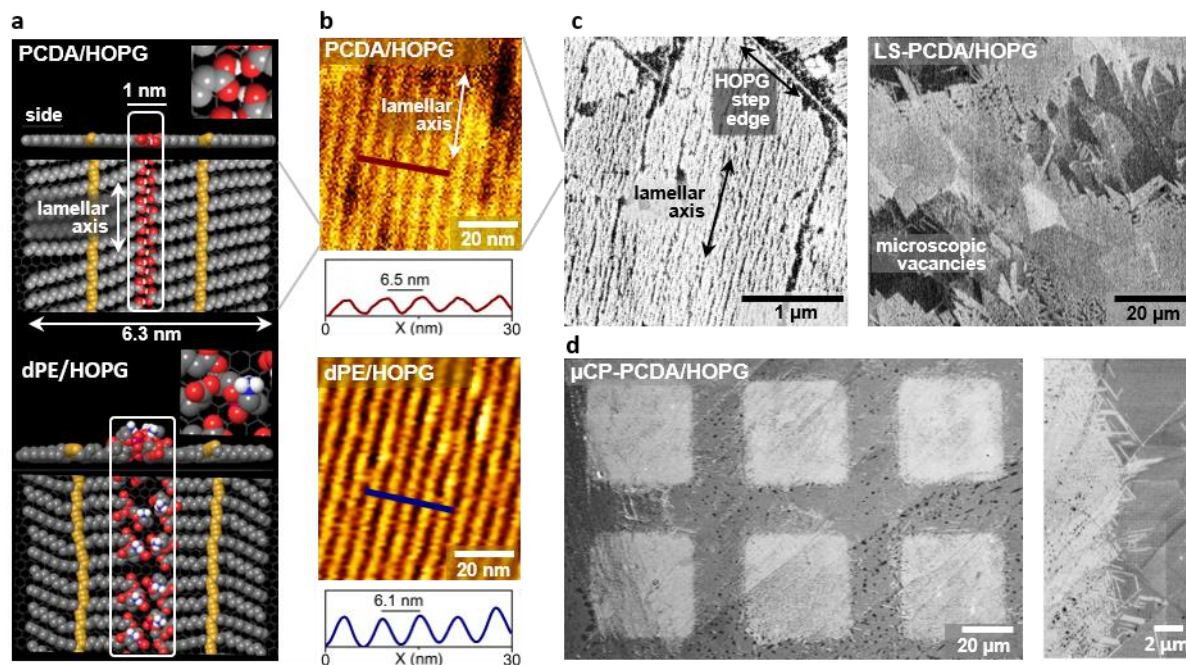 a
PCDA/HOPG
1 nm
side
lamellar
axis
6.3 nm
dPE/HOPG
b
PCDA/HOPG
lamellar
axis
20 nm
6.5 nm
0
X (nm)
30
dPE/HOPG
20 nm
6.1 nm
0
X (nm)
30
c
HOPG
step
edge
lamellar
axis
1 µm
LS-PCDA/HOPG
microscopic
vacancies
20 µm
d
µCP-PCDA/HOPG
20 µm
2 µm